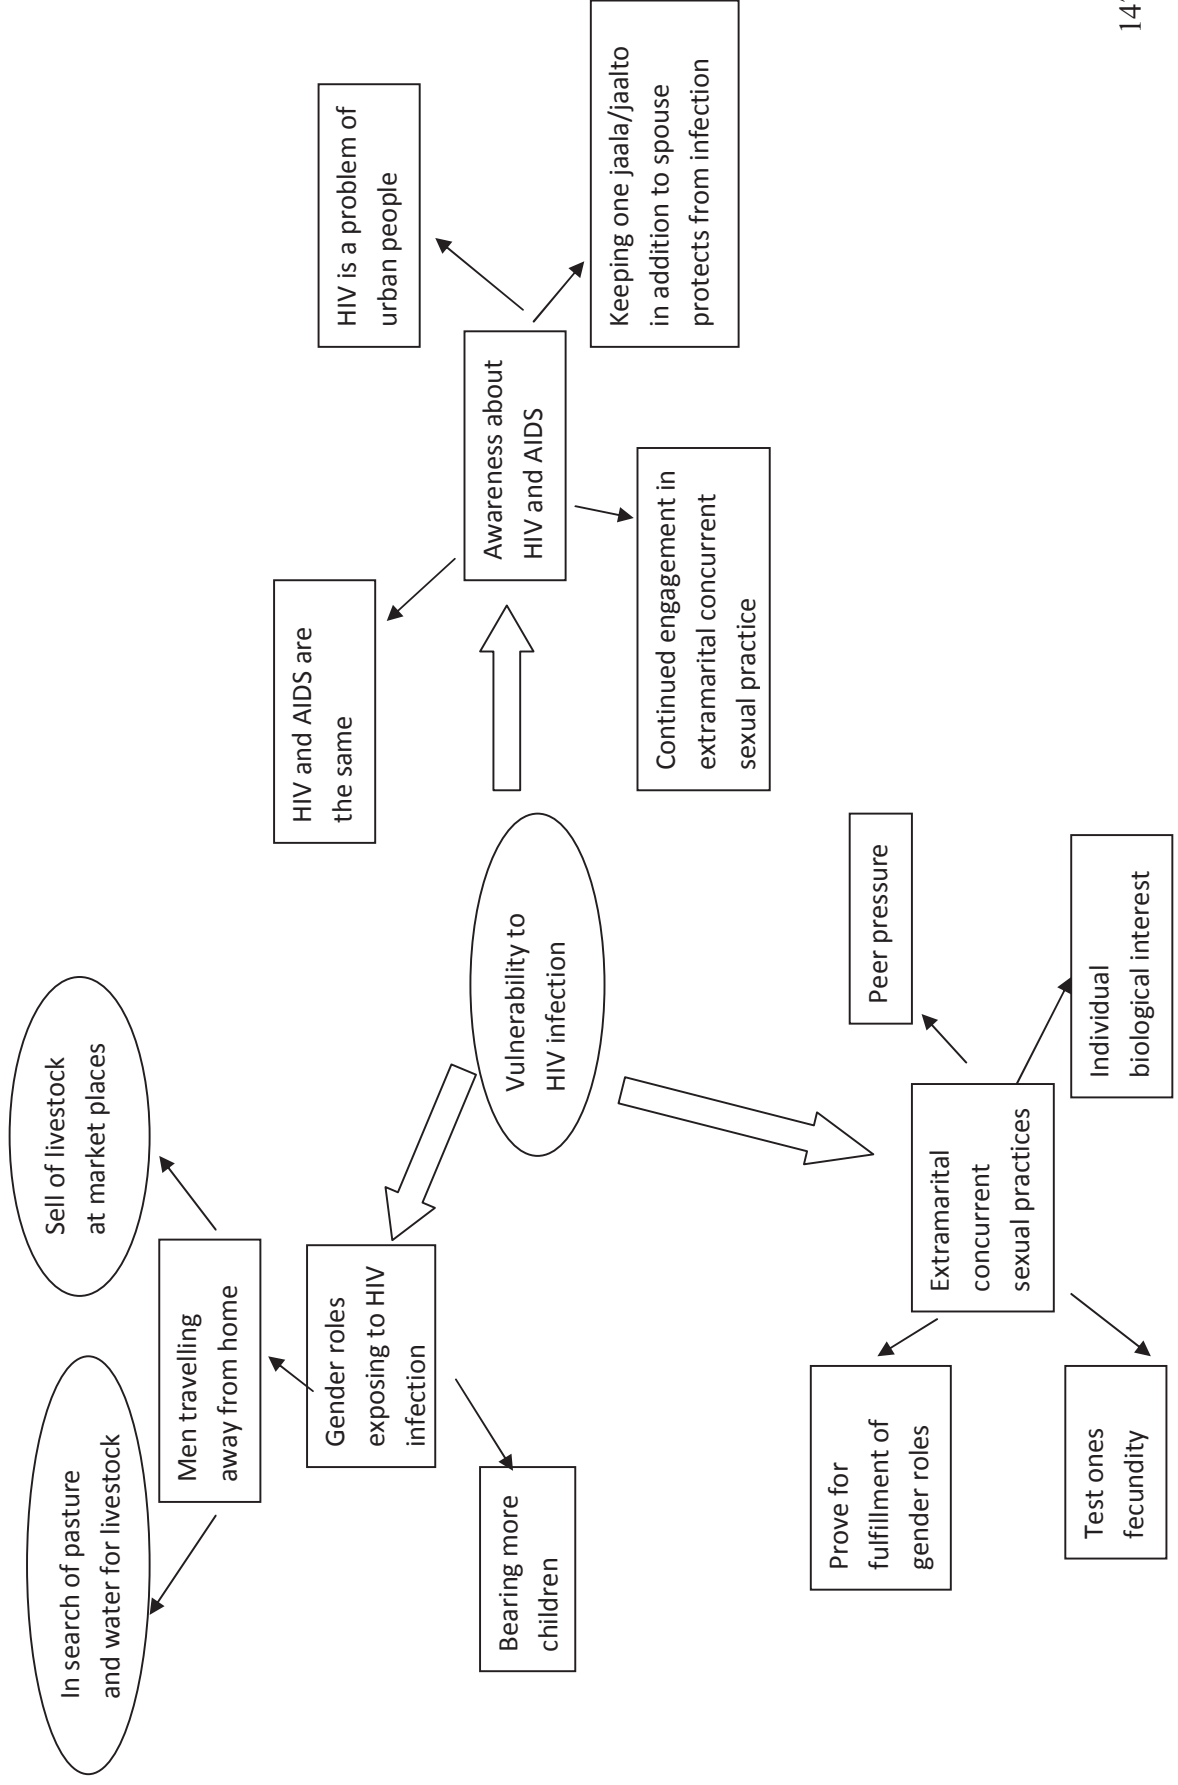 In search of pasture
and water for livestock
Sell of livestock
at market places
Men travelling
away from home
Gender roles
exposing to HIV
infection
HIV and AIDS are
the same
HIV is a problem of
urban people
Bearing more
children
Vulnerability to
HIV infection
Awareness about
HIV and AIDS
Continued engagement in
extramarital concurrent
sexual practice
Keeping one jaala/jaalto
in addition to spouse
protects from infection
Prove for
fulfillment of
gender roles
Extramarital
concurrent
sexual practices
Peer pressure
Test ones
fecundity
Individual
biological interest